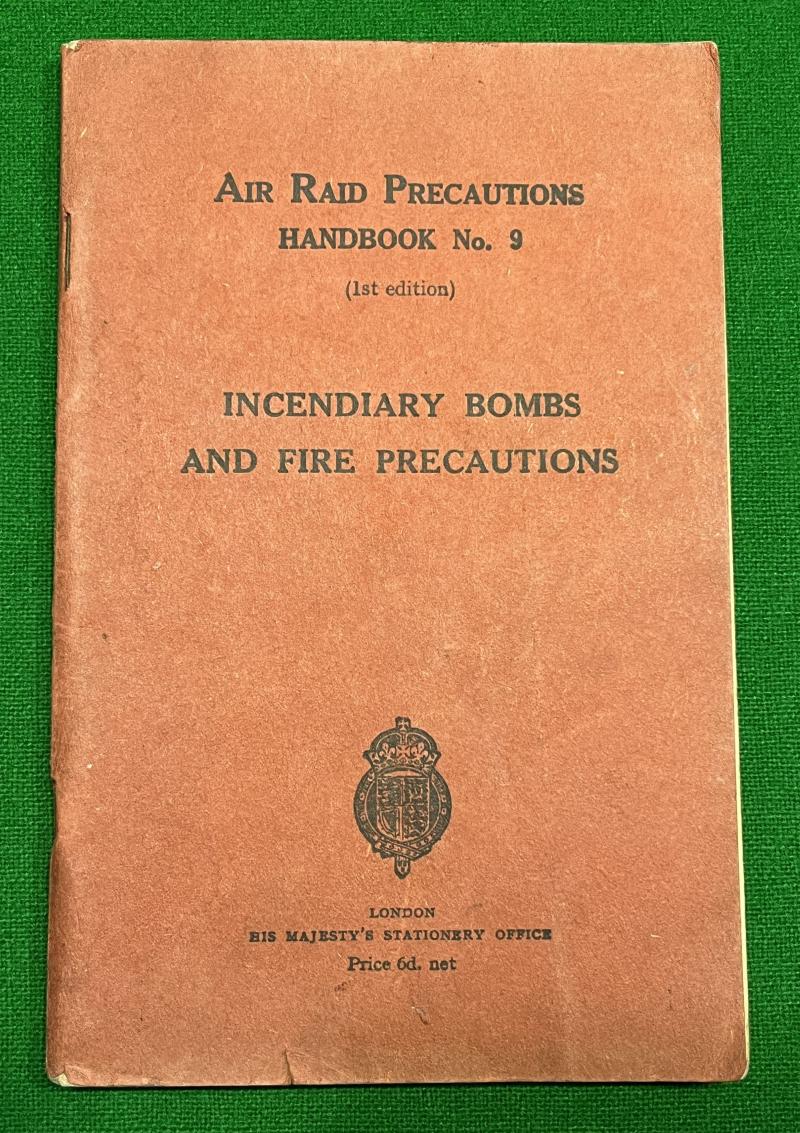 AIR RAID PRECAUTIONS
HANDBOOK No. 9
(1st edition)
INCENDIARY BOMBS
AND FIRE PRECAUTIONS
LONDON
HIS MAJESTY'S STATIONERY OFFICE
Price 6d. net